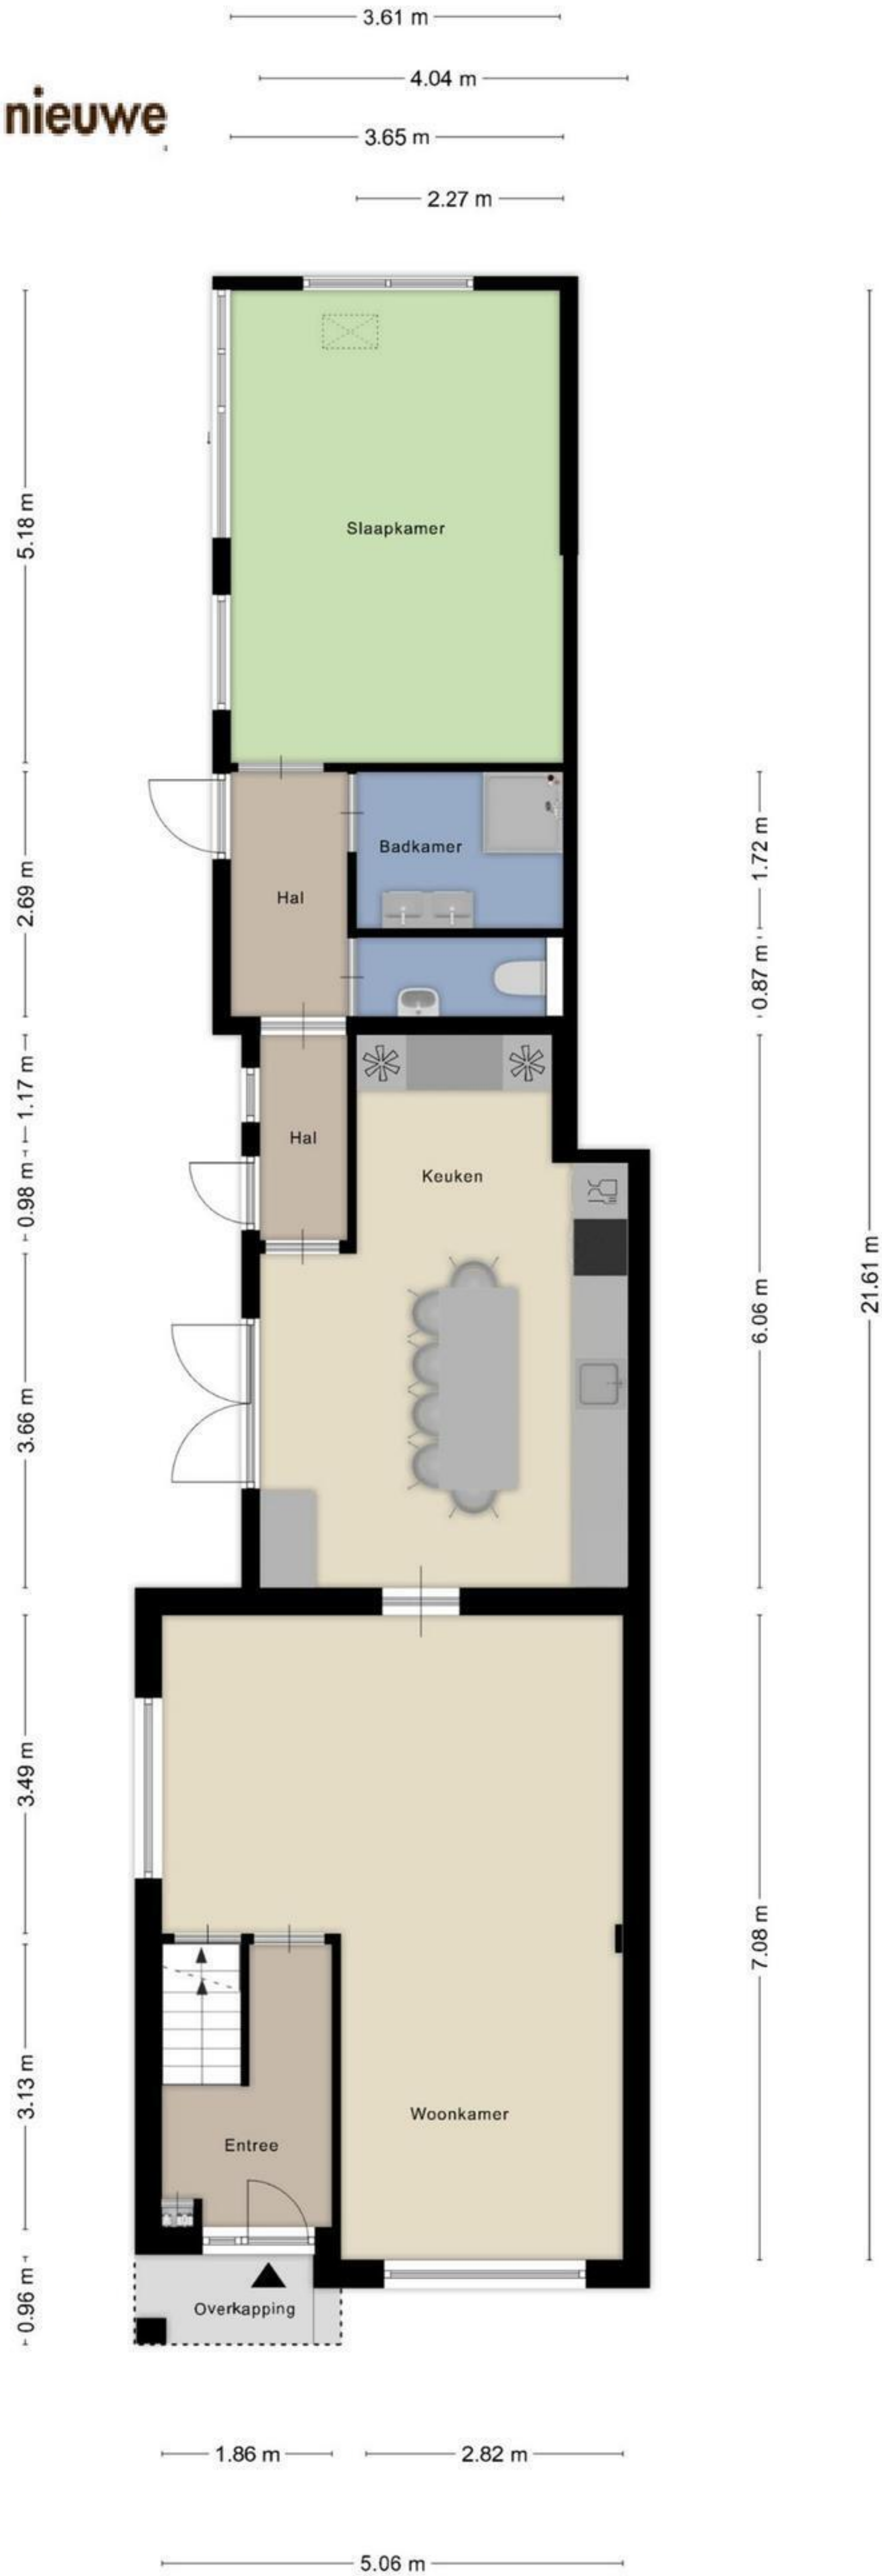 3.61 m
4.04 m
nieuwe
3.65 m
2.27 m
5.18 m
Slaapkamer
Badkamer
1.72 m
Hal
2.69 m
0.87 m
1.17 m
Hal
Keuken
0.98 m
21.61 m
6.06 m
3.66 m
3.49 m
7.08 m
3.13 m
Woonkamer
Entree
0.96 m
Overkapping
1.86 m
2.82 m
5.06 m